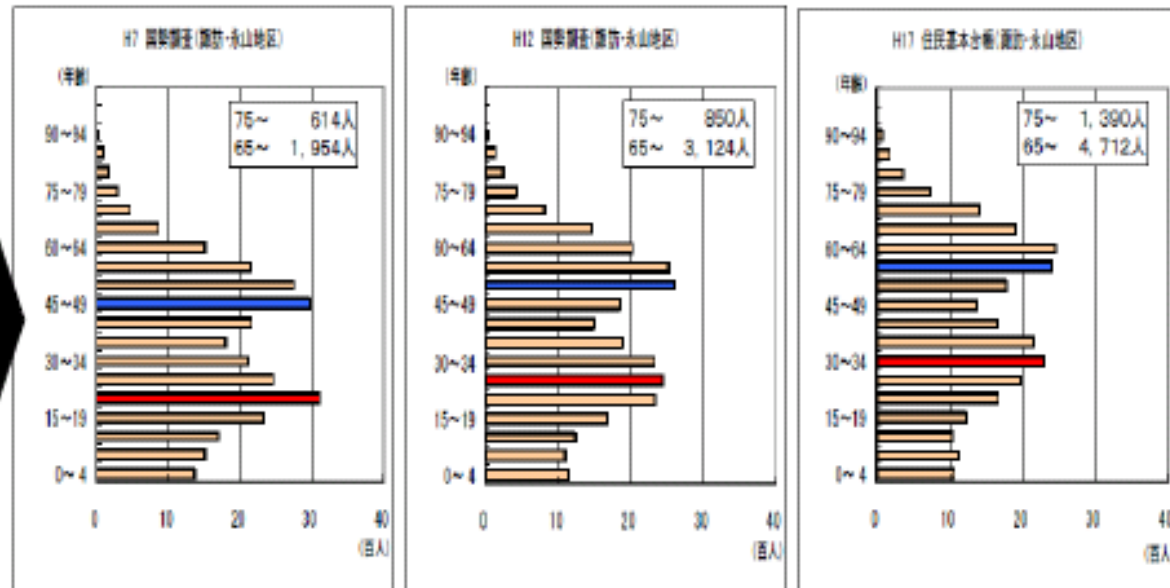 H7 国勢調査(諏訪・永山地区)
(年齢)
75~ 614人
65~ 1,954人
90~94
75~79
60~64
45~49
30~34
15~19
0~ 4
0 10 20 30 40
(百人)
H12 国勢調査(諏訪・永山地区)
(年齢)
75~ 850人
65~ 3,124人
90~94
75~79
60~64
45~49
30~34
15~19
0~ 4
0 10 20 30 40
(百人)
H17 住民基本台帳(諏訪・永山地区)
(年齢)
75~ 1,390人
65~ 4,712人
90~94
75~79
60~64
45~49
30~34
15~19
0~ 4
0 10 20 30 40
(百人)